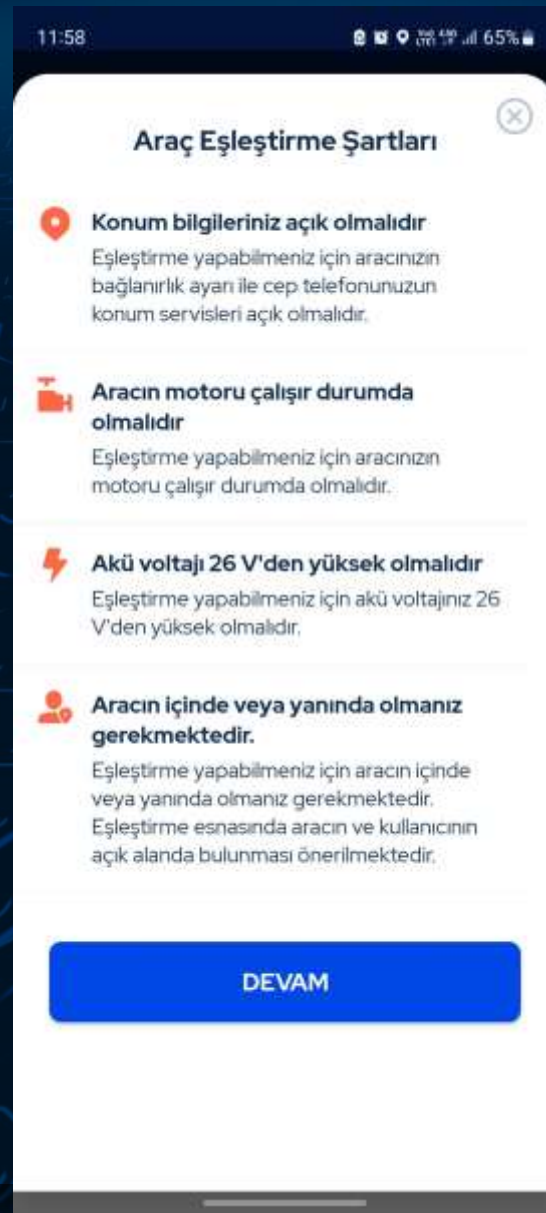 11:58
65%
Araç Eşleştirme Şartları
Konum bilgileriniz açık olmalıdır
Eşleştirme yapabilmeniz için aracınızın
bağlanırlık ayarı ile cep telefonunuzun
konum servisleri açık olmalıdır.
Aracın motoru çalışır durumda
olmalıdır
Eşleştirme yapabilmeniz için aracınızın
motoru çalışır durumda olmalıdır.
Akü voltajı 26 V'den yüksek olmalıdır
Eşleştirme yapabilmeniz için akü voltajınız 26
V'den yüksek olmalıdır.
Aracın içinde veya yanında olmanız
gerekmektedir.
Eşleştirme yapabilmeniz için aracın içinde
veya yanında olmanız gerekmektedir.
Eşleştirme esnasında aracın ve kullanıcının
açık alanda bulunması önerilmektedir.
DEVAM